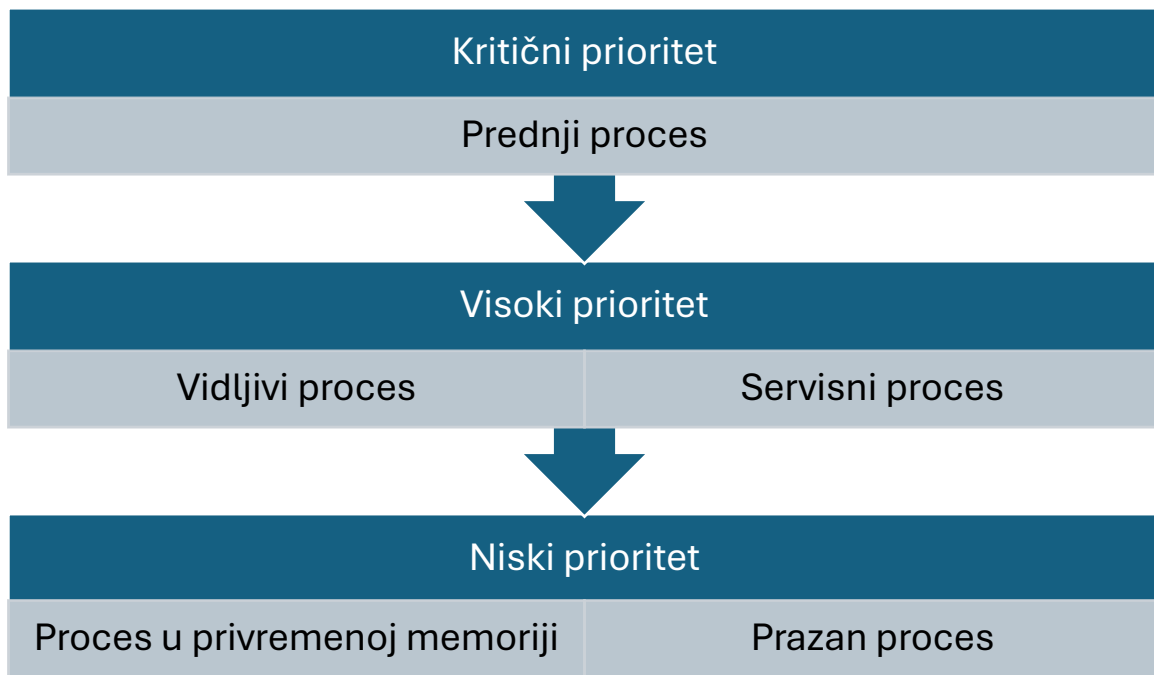 Kritični prioritet
Prednji proces
Visoki prioritet
Vidljivi proces
Servisni proces
Niski prioritet
Proces u privremenoj memoriji
Prazan proces